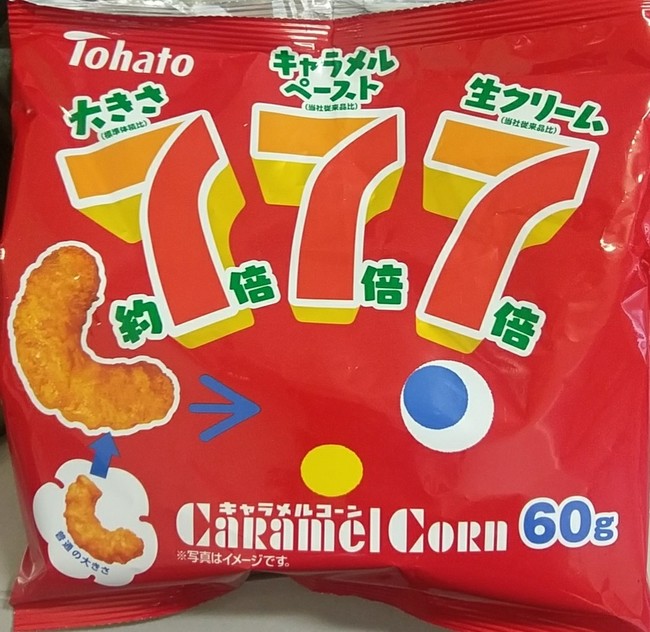 Tohato
大きさ
(標準体積比)
約7倍
キャラメル
ペースト
(当社従来品比)
7倍
生クリーム
(当社従来品比)
7倍
普通の大きさ
キャラメルコーン
Caramel Corn
60g
※写真はイメージです。